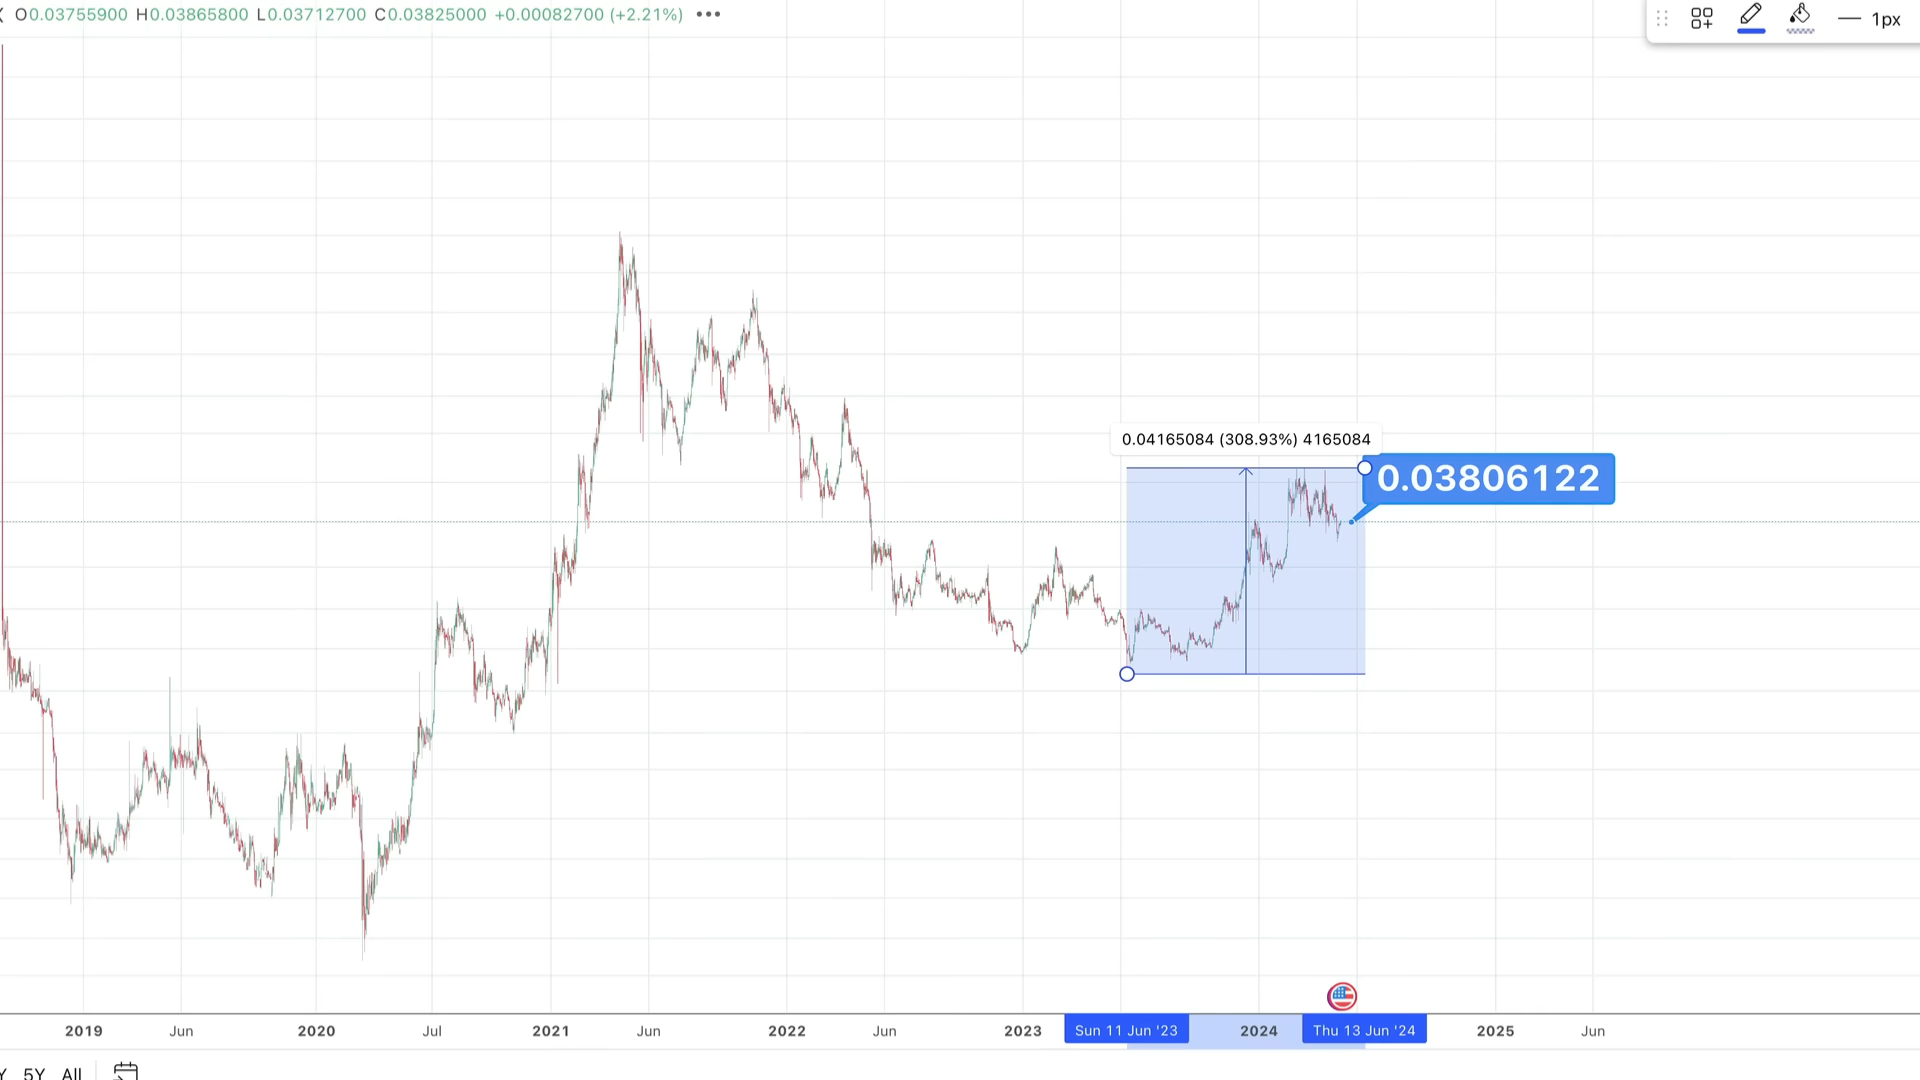 O0.03755900 H0.03865800 L0.03712700 C0.03825000 +0.00082700 (+2.21%)
1px
0.04165084 (308.93%) 4165084
0.03806122
2019 Jun 2020 Jul 2021 Jun 2022 Jun 2023 Sun 11 Jun '23 2024 Thu 13 Jun '24 2025 Jun
5Y All